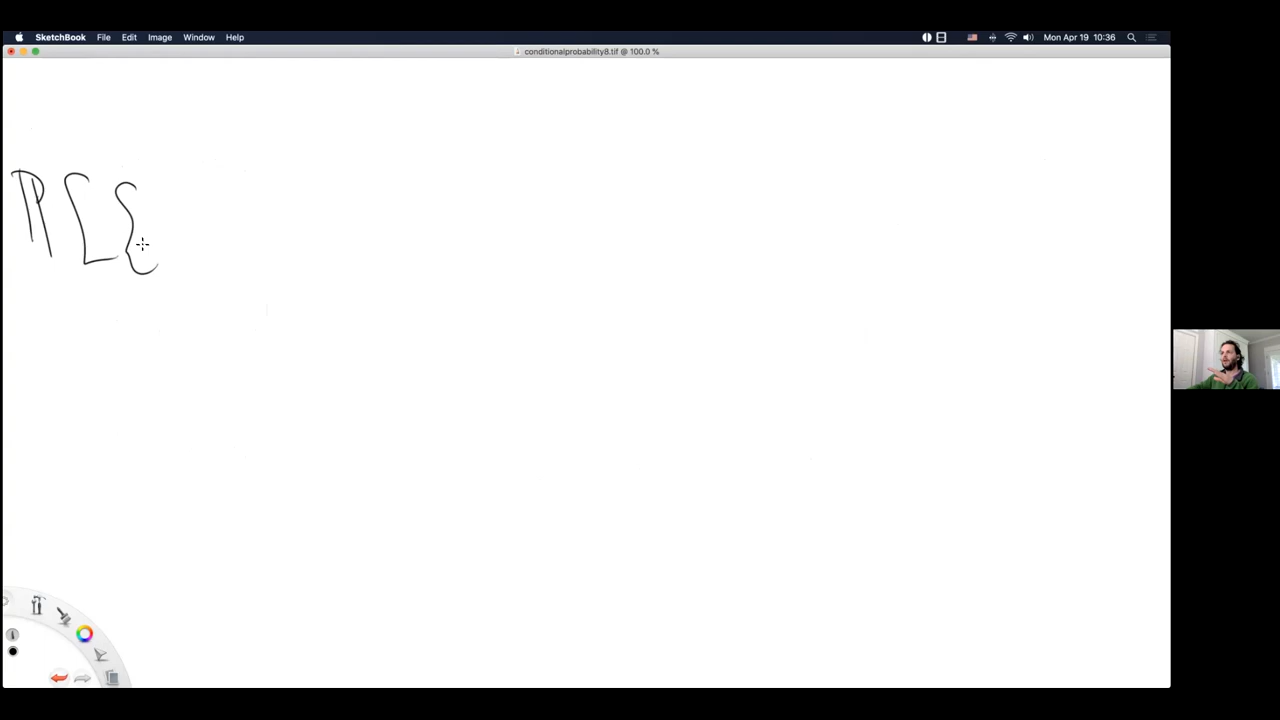 SketchBook File Edit Image Window Help Mon Apr 19 10:36
conditionalprobability8.tif @ 100.0 %
ℙ[{